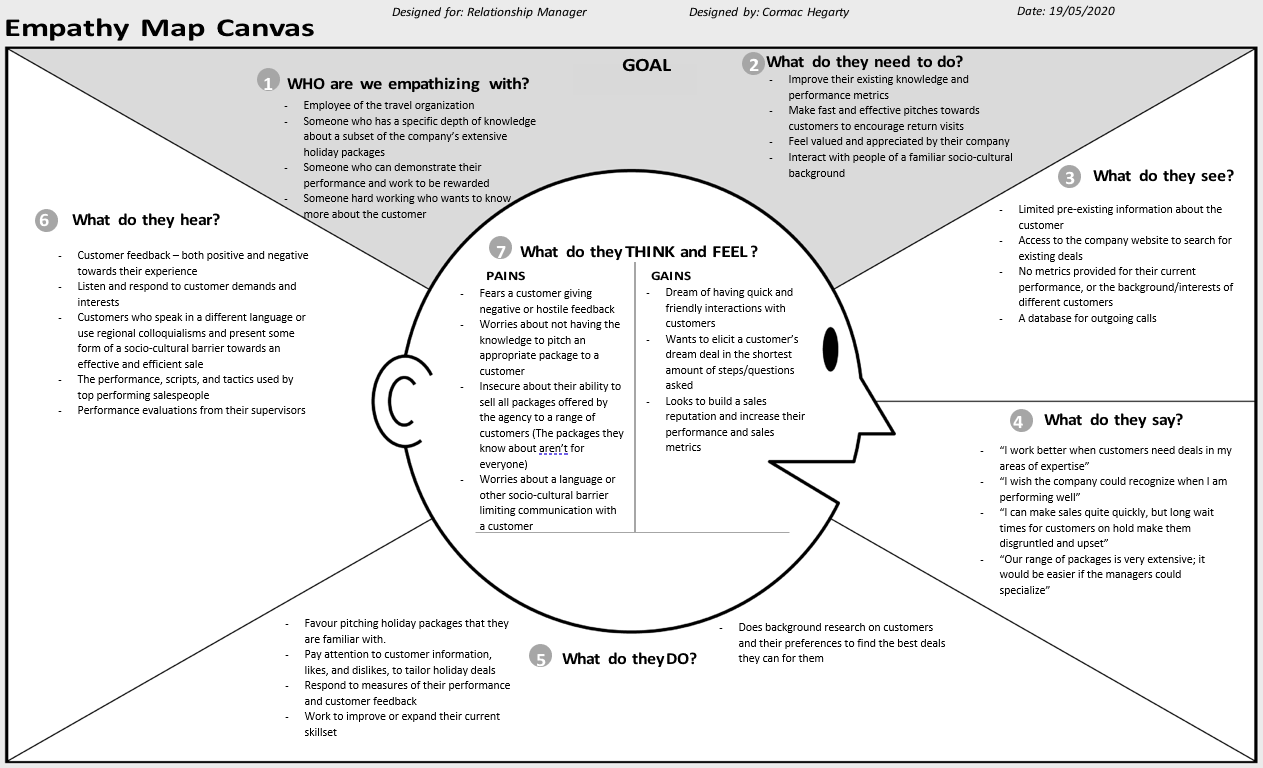 Designed for: Relationship Manager
Designed by: Cormac Hegarty
Date: 19/05/2020
Empathy Map Canvas
GOAL
1 WHO are we empathizing with?
- Employee of the travel organization
- Someone who has a specific depth of knowledge
about a subset of the company's extensive
holiday packages
- Someone who can demonstrate their
performance and work to be rewarded
- Someone hard working who wants to know
more about the customer
2 What do they need to do?
- Improve their existing knowledge and
performance metrics
- Make fast and effective pitches towards
customers to encourage return visits
- Feel valued and appreciated by their company
- Interact with people of a familiar socio-cultural
background
3 What do they see?
- Limited pre-existing information about the
customer
- Access to the company website to search for
existing deals
- No metrics provided for their current
performance, or the background/interests of
different customers
- A database for outgoing calls
4 What do they say?
- "I work better when customers need deals in my
areas of expertise"
- "I wish the company could recognize when I am
performing well"
- "I can make sales quite quickly, but long wait
times for customers on hold make them
disgruntled and upset"
- "Our range of packages is very extensive; it
would be easier if the managers could
specialize"
5 What do they DO?
- Favour pitching holiday packages that they
are familiar with.
- Pay attention to customer information,
likes, and dislikes, to tailor holiday deals
- Respond to measures of their performance
and customer feedback
- Work to improve or expand their current
skillset
- Does background research on customers
and their preferences to find the best deals
they can for them
6 What do they hear?
- Customer feedback – both positive and negative
towards their experience
- Listen and respond to customer demands and
interests
- Customers who speak in a different language or
use regional colloquialisms and present some
form of a socio-cultural barrier towards an
effective and efficient sale
- The performance, scripts, and tactics used by
top performing salespeople
- Performance evaluations from their supervisors
7 What do they THINK and FEEL?
PAINS
- Fears a customer giving
negative or hostile feedback
- Worries about not having the
knowledge to pitch an
appropriate package to a
customer
- Insecure about their ability to
sell all packages offered by
the agency to a range of
customers (The packages they
know about aren't for
everyone)
- Worries about a language or
other socio-cultural barrier
limiting communication with
a customer
GAINS
- Dream of having quick and
friendly interactions with
customers
- Wants to elicit a customer's
dream deal in the shortest
amount of steps/questions
asked
- Looks to build a sales
reputation and increase their
performance and sales
metrics